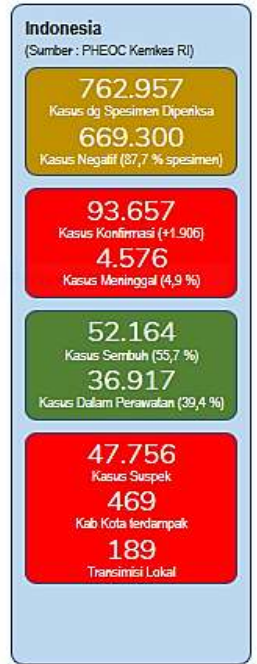 Indonesia
(Sumber : PHEOC Kemkes RI)
762.957
Kasus dg Spesimen Diperiksa
669.300
Kasus Negatif (87,7 % spesimen)
93.657
Kasus Konfirmasi (+1.906)
4.576
Kasus Meninggal (4,9 %)
52.164
Kasus Sembuh (55,7 %)
36.917
Kasus Dalam Perawatan (39,4 %)
47.756
Kasus Suspek
469
Kab Kota terdampak
189
Transimisi Lokal